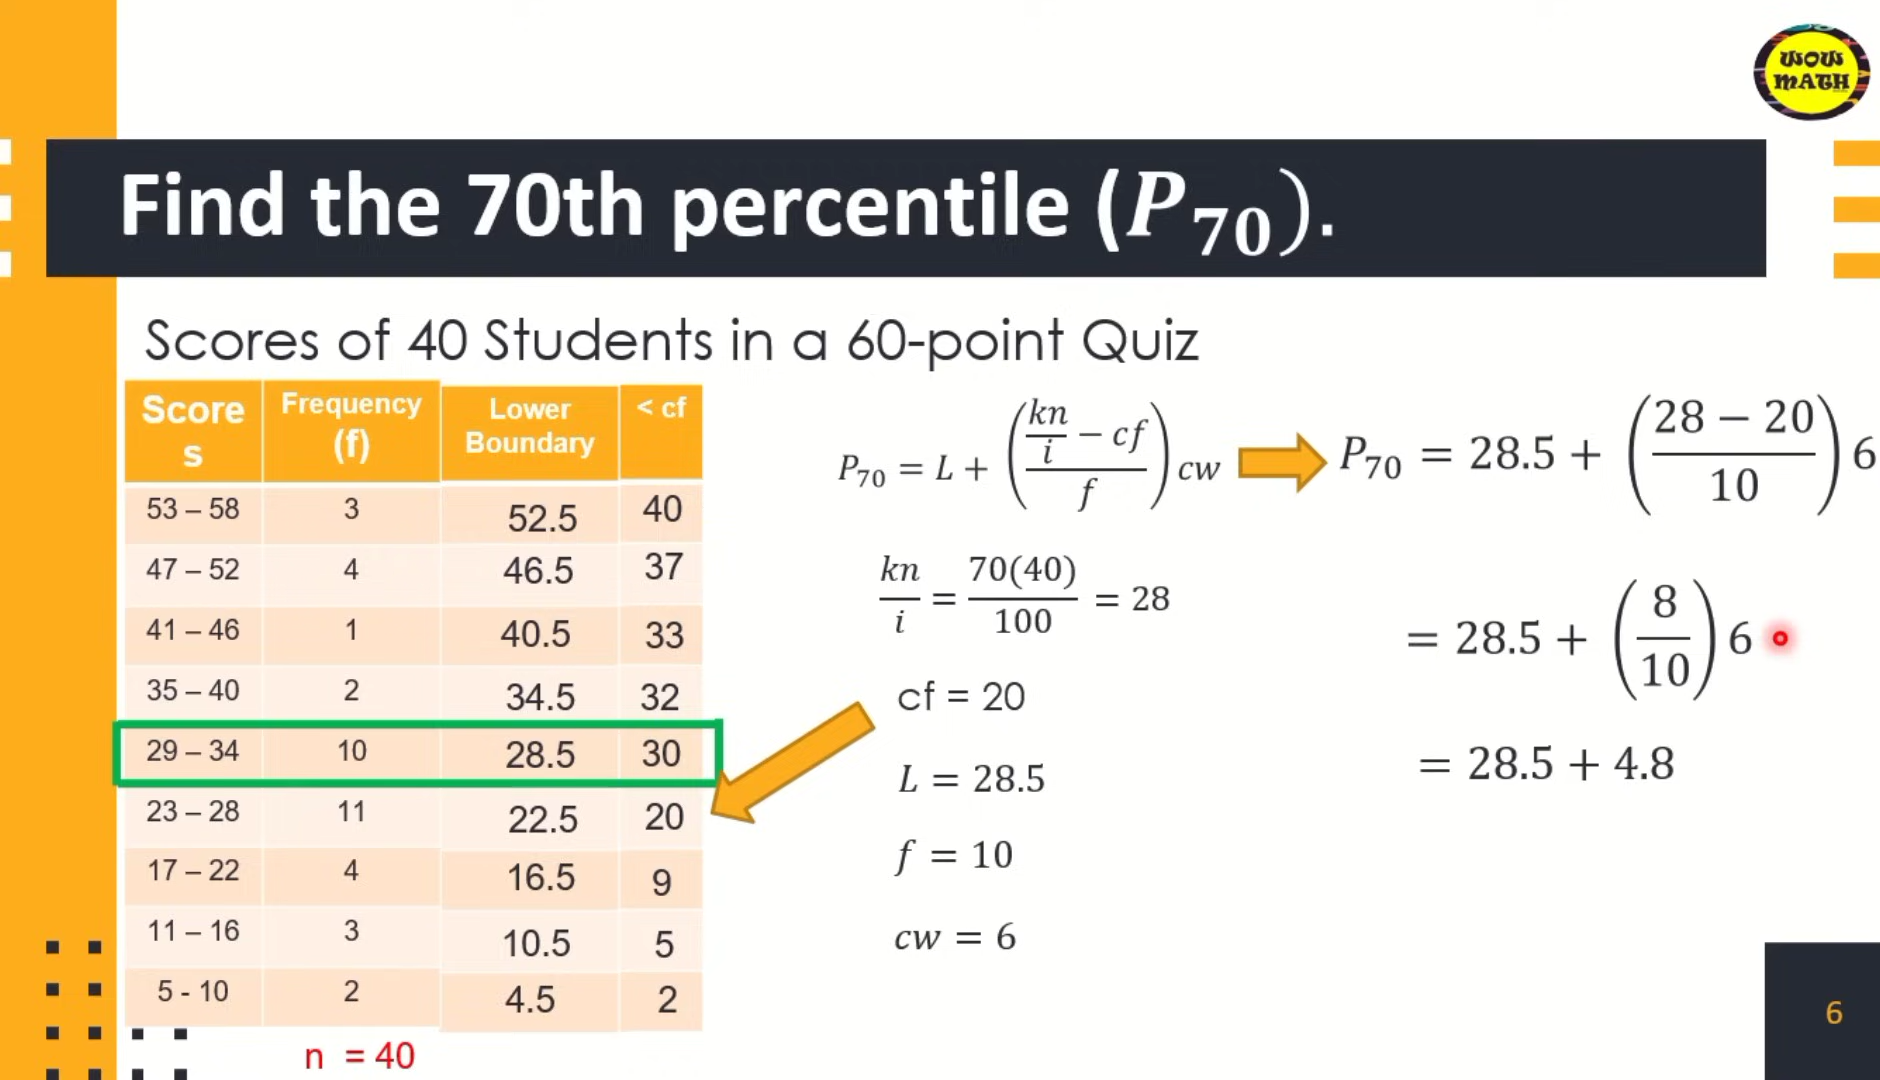 WOW
MATH
Find the 70th percentile (P₇₀).
Scores of 40 Students in a 60-point Quiz
Score
s
Frequency
(f)
Lower
Boundary
< cf
53 – 58 3 52.5 40
47 – 52 4 46.5 37
41 – 46 1 40.5 33
35 – 40 2 34.5 32
29 – 34 10 28.5 30
23 – 28 11 22.5 20
17 – 22 4 16.5 9
11 – 16 3 10.5 5
5 - 10 2 4.5 2
n = 40
P₇₀ = L + ((kn/i − cf)/f) cw
kn/i = 70(40)/100 = 28
cf = 20
L = 28.5
f = 10
cw = 6
P₇₀ = 28.5 + ((28 − 20)/10) 6
= 28.5 + (8/10) 6
= 28.5 + 4.8
6